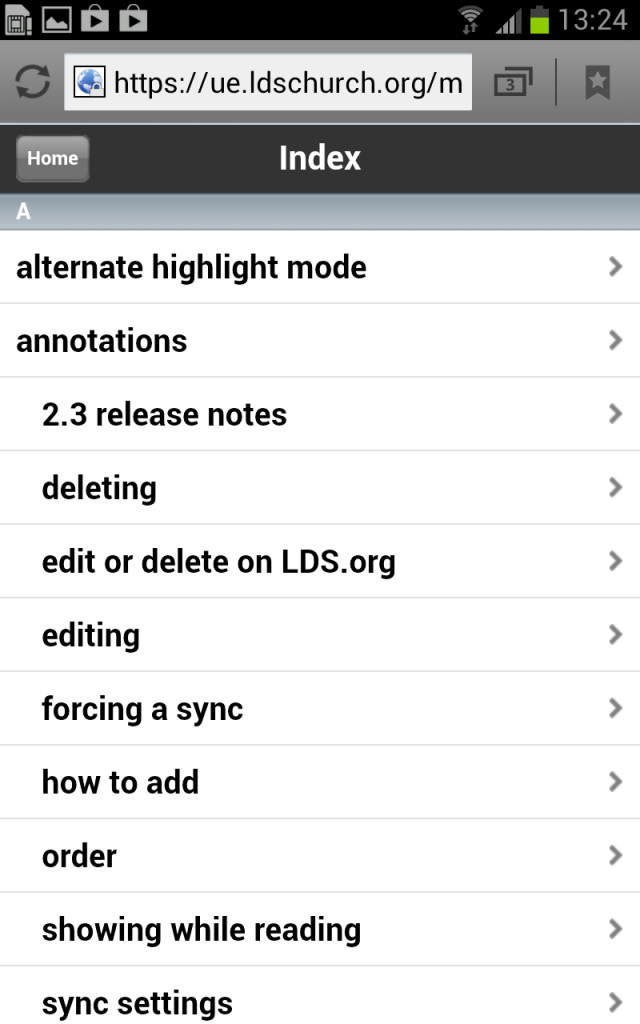 13:24
https://ue.ldschurch.org/m
3
Home
Index
A
alternate highlight mode
annotations
2.3 release notes
deleting
edit or delete on LDS.org
editing
forcing a sync
how to add
order
showing while reading
sync settings